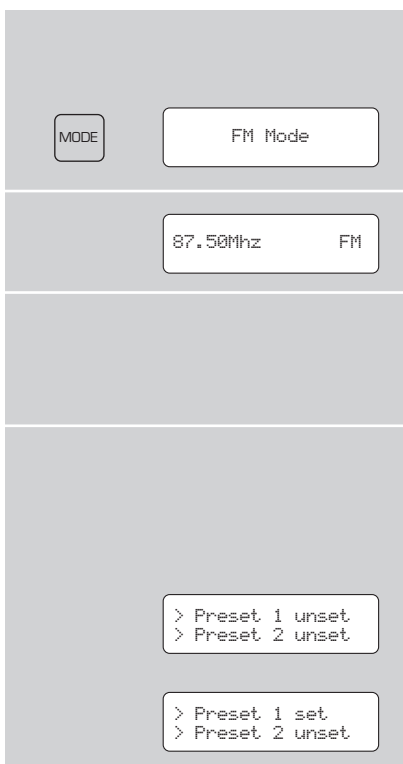 MODE
FM Mode
87.50Mhz FM
> Preset 1 unset
> Preset 2 unset
> Preset 1 set
> Preset 2 unset